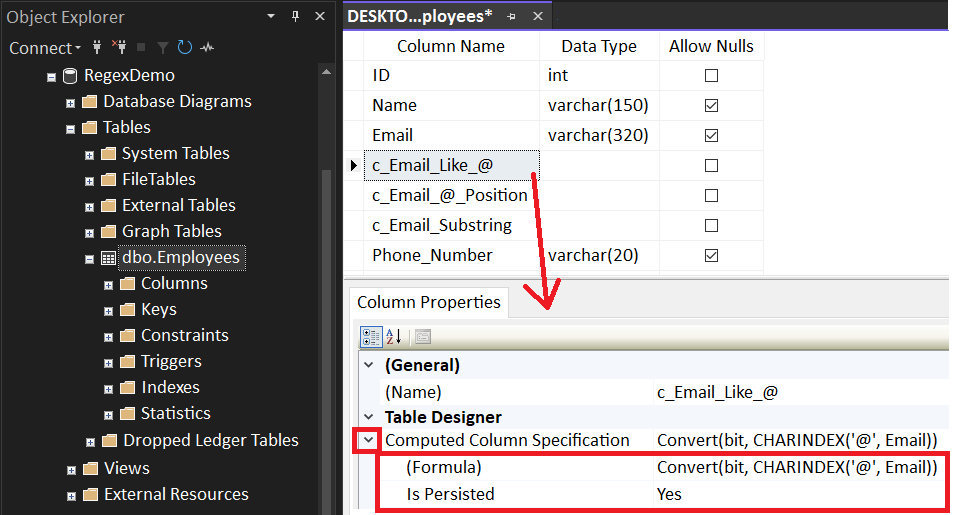 Object Explorer
Connect
RegexDemo
Database Diagrams
Tables
System Tables
FileTables
External Tables
Graph Tables
dbo.Employees
Columns
Keys
Constraints
Triggers
Indexes
Statistics
Dropped Ledger Tables
Views
External Resources
DESKTO...ployees*
Column Name Data Type Allow Nulls
ID int
Name varchar(150)
Email varchar(320)
c_Email_Like_@
c_Email_@_Position
c_Email_Substring
Phone_Number varchar(20)
Column Properties
(General)
(Name) c_Email_Like_@
Table Designer
Computed Column Specification Convert(bit, CHARINDEX('@', Email))
(Formula) Convert(bit, CHARINDEX('@', Email))
Is Persisted Yes